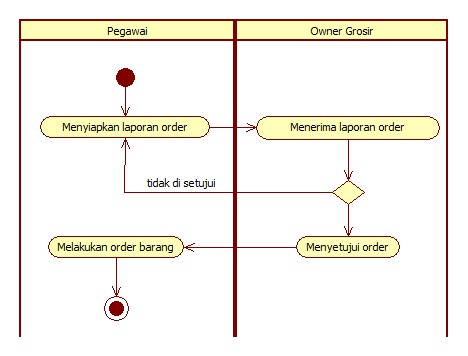 Pegawai
Owner Grosir
Menyiapkan laporan order
Menerima laporan order
tidak di setujui
Melakukan order barang
Menyetujui order